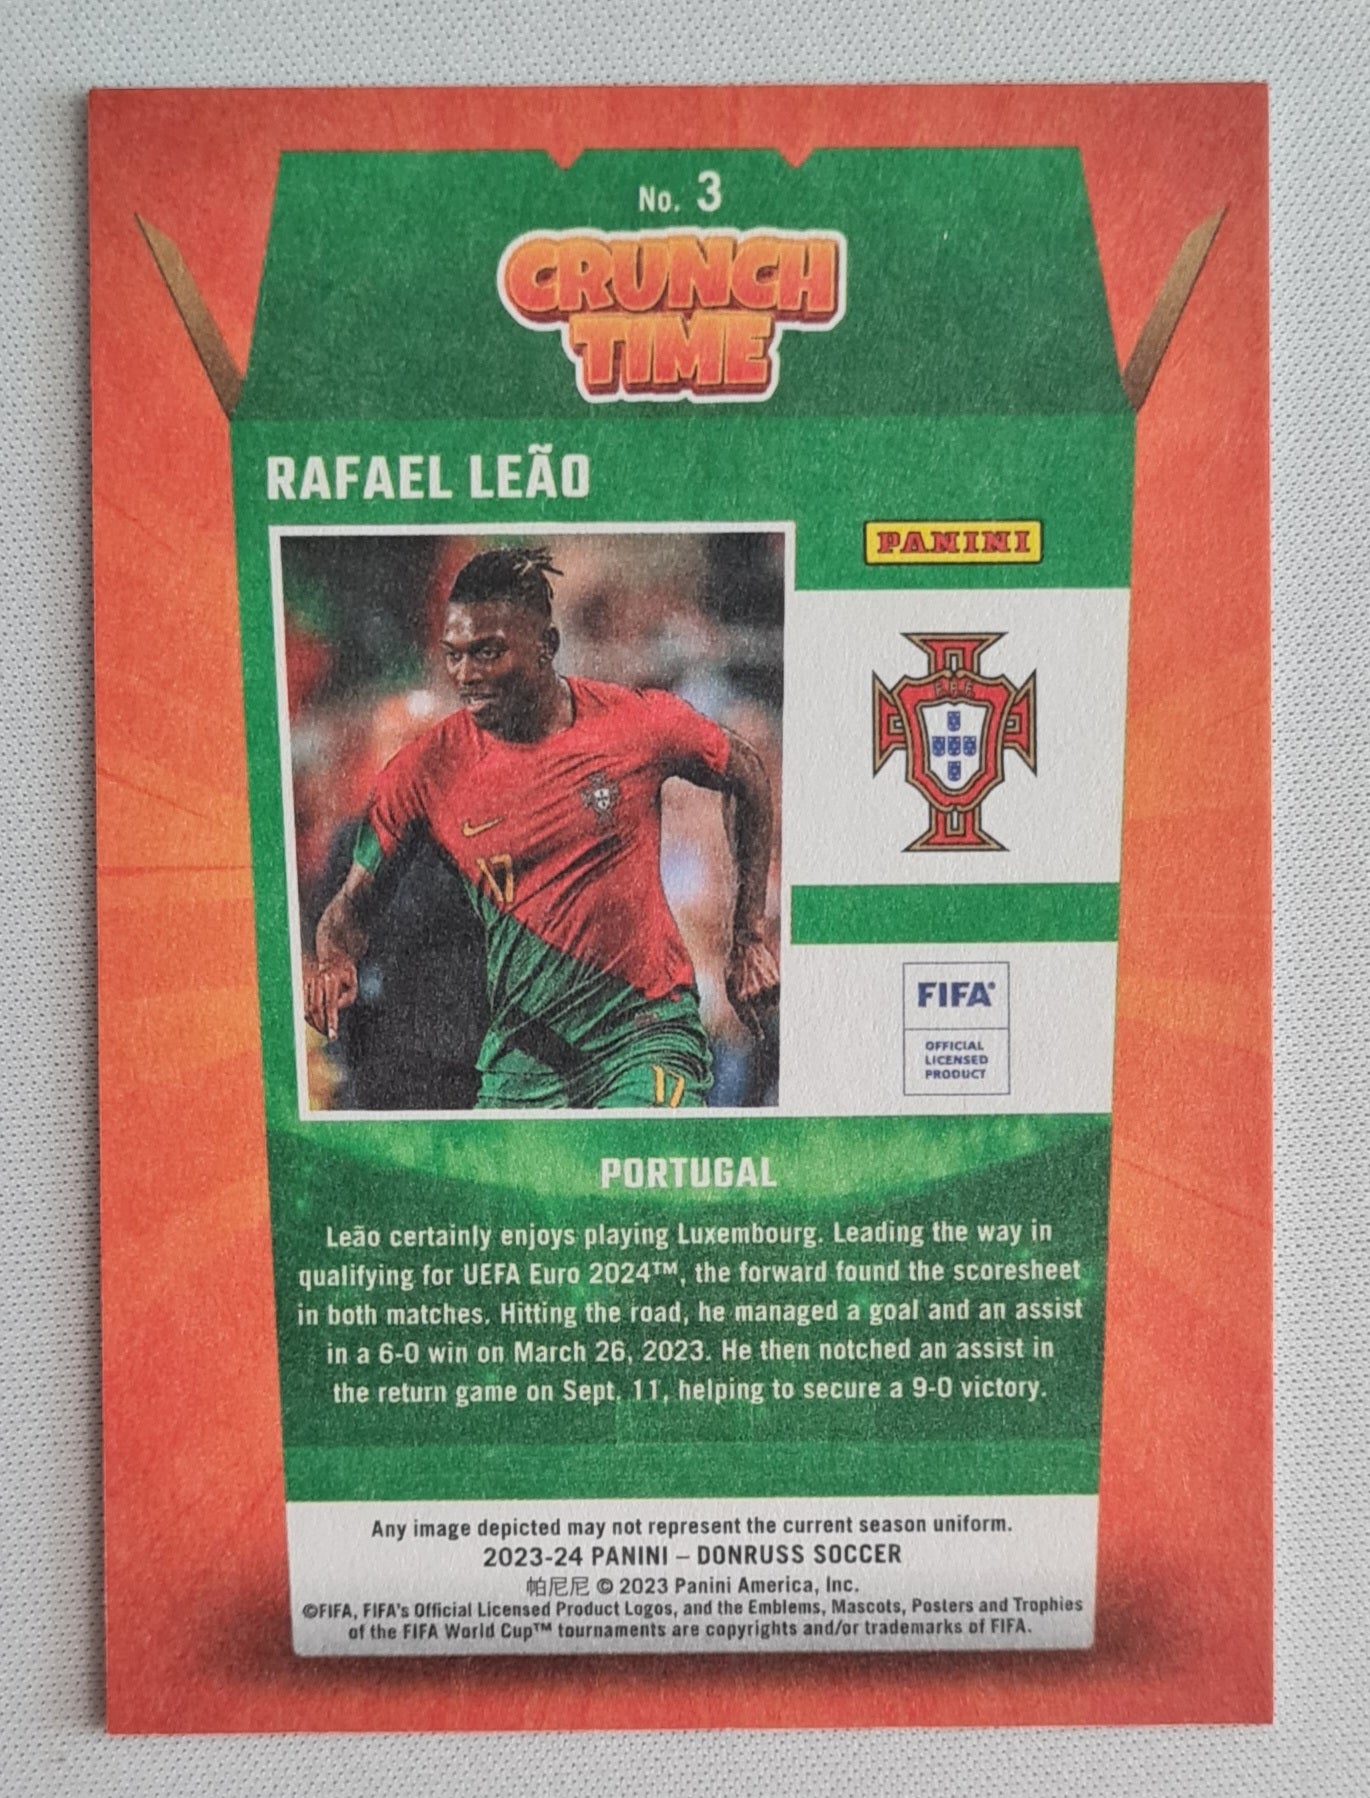 No. 3
CRUNCH
TIME
RAFAEL LEÃO
PANINI
FPF
17
17
FIFA®
OFFICIAL
LICENSED
PRODUCT
PORTUGAL
Leão certainly enjoys playing Luxembourg. Leading the way in
qualifying for UEFA Euro 2024™, the forward found the scoresheet
in both matches. Hitting the road, he managed a goal and an assist
in a 6-0 win on March 26, 2023. He then notched an assist in
the return game on Sept. 11, helping to secure a 9-0 victory.
Any image depicted may not represent the current season uniform.
2023-24 PANINI – DONRUSS SOCCER
帕尼尼 © 2023 Panini America, Inc.
©FIFA, FIFA's Official Licensed Product Logos, and the Emblems, Mascots, Posters and Trophies
of the FIFA World Cup™ tournaments are copyrights and/or trademarks of FIFA.